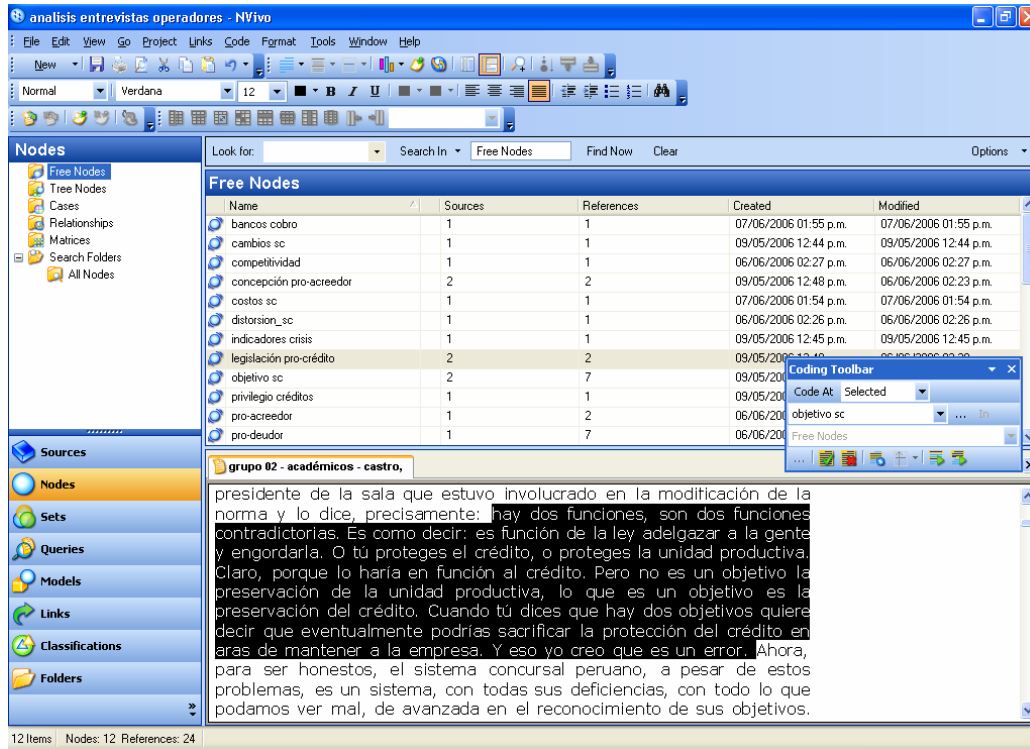 analisis entrevistas operadores - NVivo
File Edit View Go Project Links Code Format Tools Window Help
New
Normal Verdana 12 B I U
Nodes
Free Nodes
Tree Nodes
Cases
Relationships
Matrices
Search Folders
All Nodes
Look for: Search In Free Nodes Find Now Clear Options
Free Nodes
Name Sources References Created Modified
bancos cobro 1 1 07/06/2006 01:55 p.m. 07/06/2006 01:55 p.m.
cambios sc 1 1 09/05/2006 12:44 p.m. 09/05/2006 12:44 p.m.
competitividad 1 1 06/06/2006 02:27 p.m. 06/06/2006 02:27 p.m.
concepción pro-acreedor 2 2 09/05/2006 12:48 p.m. 06/06/2006 02:23 p.m.
costos sc 1 1 07/06/2006 01:54 p.m. 07/06/2006 01:54 p.m.
distorsion_sc 1 1 06/06/2006 02:26 p.m. 06/06/2006 02:26 p.m.
indicadores crisis 1 1 09/05/2006 12:45 p.m. 09/05/2006 12:45 p.m.
legislación pro-crédito 2 2
objetivo sc 2 7 09/05/200
privilegio créditos 1 1 09/05/200
pro-acreedor 1 2 06/06/200
pro-deudor 1 7 06/06/200
Coding Toolbar
Code At Selected
objetivo sc ... In
Free Nodes
...
Sources
Nodes
Sets
Queries
Models
Links
Classifications
Folders
grupo 02 - académicos - castro,
presidente de la sala que estuvo involucrado en la modificación de la
norma y lo dice, precisamente: hay dos funciones, son dos funciones
contradictorias. Es como decir: es función de la ley adelgazar a la gente
y engordarla. O tú proteges el crédito, o proteges la unidad productiva.
Claro, porque lo haría en función al crédito. Pero no es un objetivo la
preservación de la unidad productiva, lo que es un objetivo es la
preservación del crédito. Cuando tú dices que hay dos objetivos quiere
decir que eventualmente podrías sacrificar la protección del crédito en
aras de mantener a la empresa. Y eso yo creo que es un error. Ahora,
para ser honestos, el sistema concursal peruano, a pesar de estos
problemas, es un sistema, con todas sus deficiencias, con todo lo que
podamos ver mal, de avanzada en el reconocimiento de sus objetivos.
12 Items Nodes: 12 References: 24